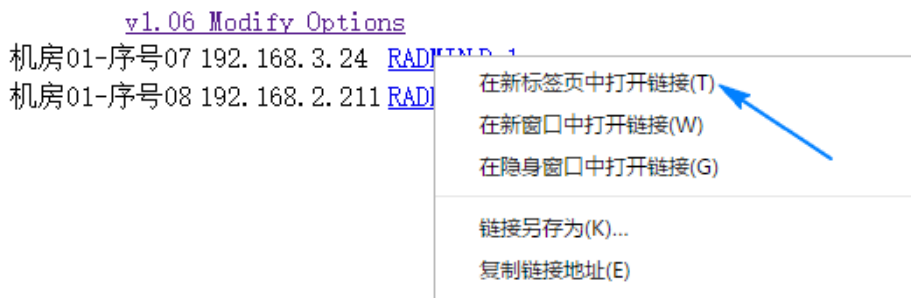 v1.06 Modify Options
机房01-序号07 192.168.3.24
机房01-序号08 192.168.2.211
在新标签页中打开链接(T)
在新窗口中打开链接(W)
在隐身窗口中打开链接(G)
链接另存为(K)...
复制链接地址(E)